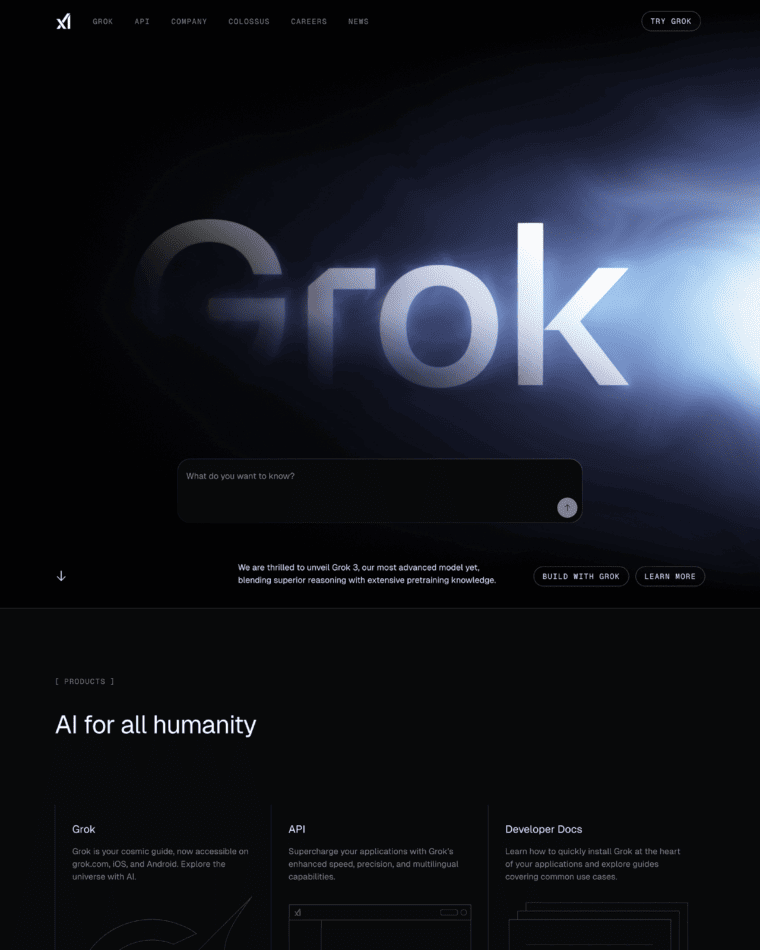 xI
GROK API COMPANY COLOSSUS CAREERS NEWS TRY GROK
Grok
What do you want to know?
We are thrilled to unveil Grok 3, our most advanced model yet,
blending superior reasoning with extensive pretraining knowledge.
BUILD WITH GROK LEARN MORE
[ PRODUCTS ]
AI for all humanity
Grok
Grok is your cosmic guide, now accessible on
grok.com, iOS, and Android. Explore the
universe with AI.
API
Supercharge your applications with Grok's
enhanced speed, precision, and multilingual
capabilities.
xI
Developer Docs
Learn how to quickly install Grok at the heart
of your applications and explore guides
covering common use cases.